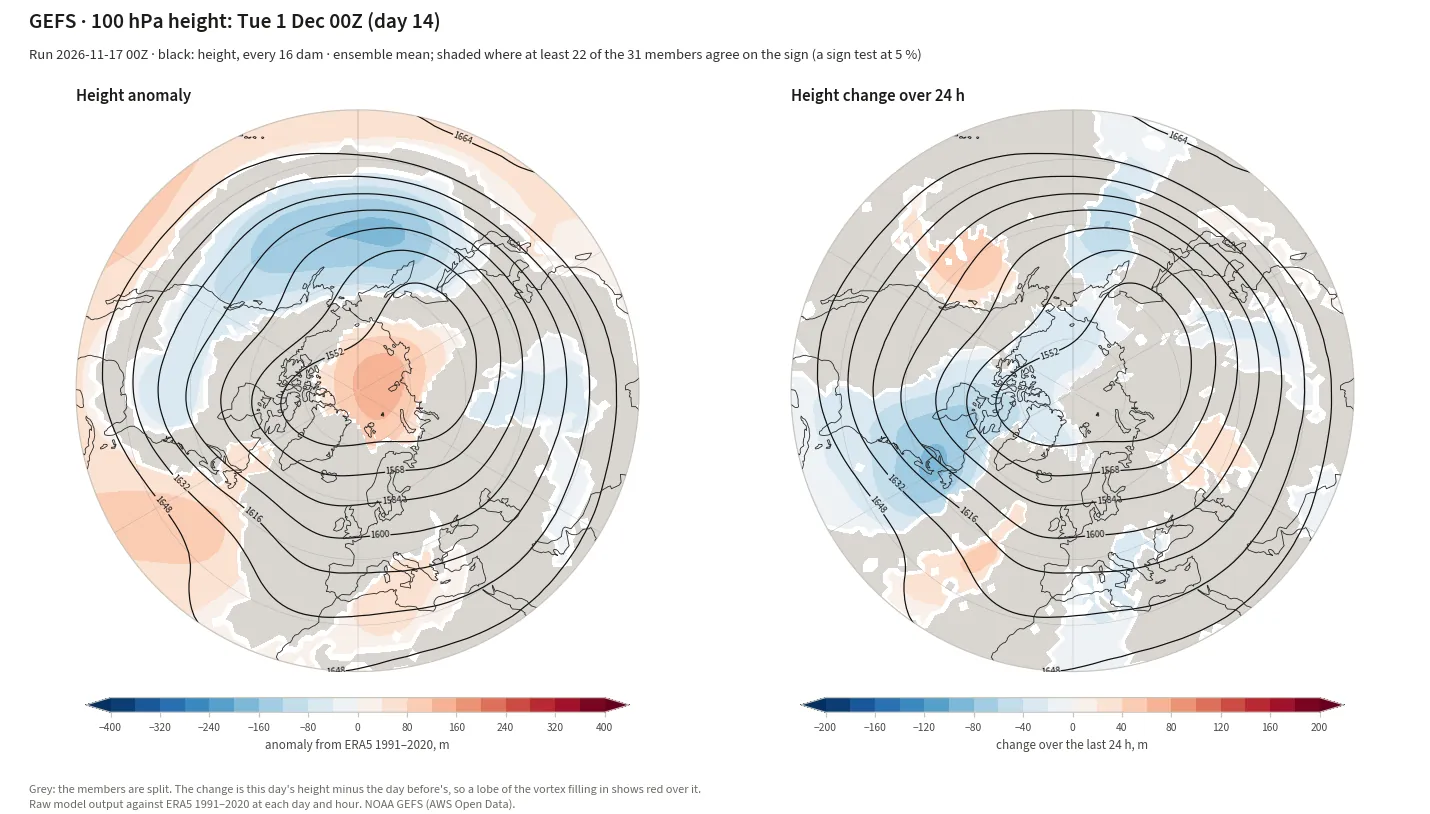 GEFS · 100 hPa height: Tue 1 Dec 00Z (day 14)
Run 2026-11-17 00Z · black: height, every 16 dam · ensemble mean; shaded where at least 22 of the 31 members agree on the sign (a sign test at 5 %)
Height anomaly
Height change over 24 h
1664
1552
1568
1584
1600
1616
1632
1648
1648
1664
1552
1568
1584
1600
1616
1632
1648
1648
−400 −320 −240 −160 −80 0 80 160 240 320 400
anomaly from ERA5 1991–2020, m
−200 −160 −120 −80 −40 0 40 80 120 160 200
change over the last 24 h, m
Grey: the members are split. The change is this day's height minus the day before's, so a lobe of the vortex filling in shows red over it.
Raw model output against ERA5 1991–2020 at each day and hour. NOAA GEFS (AWS Open Data).